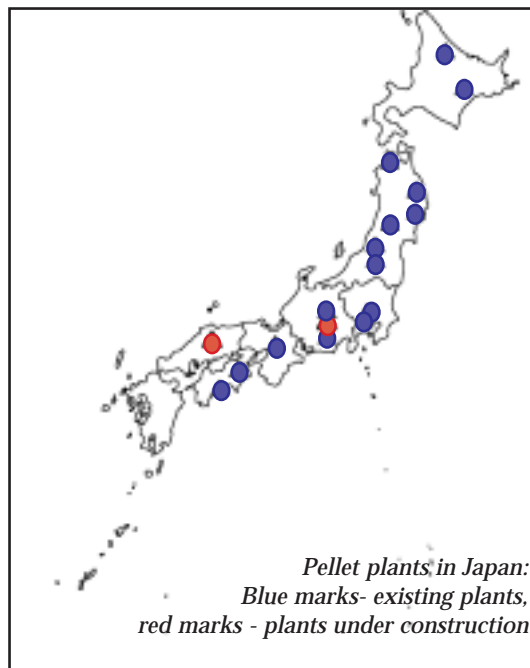 Pellet plants in Japan:
Blue marks- existing plants,
red marks - plants under construction